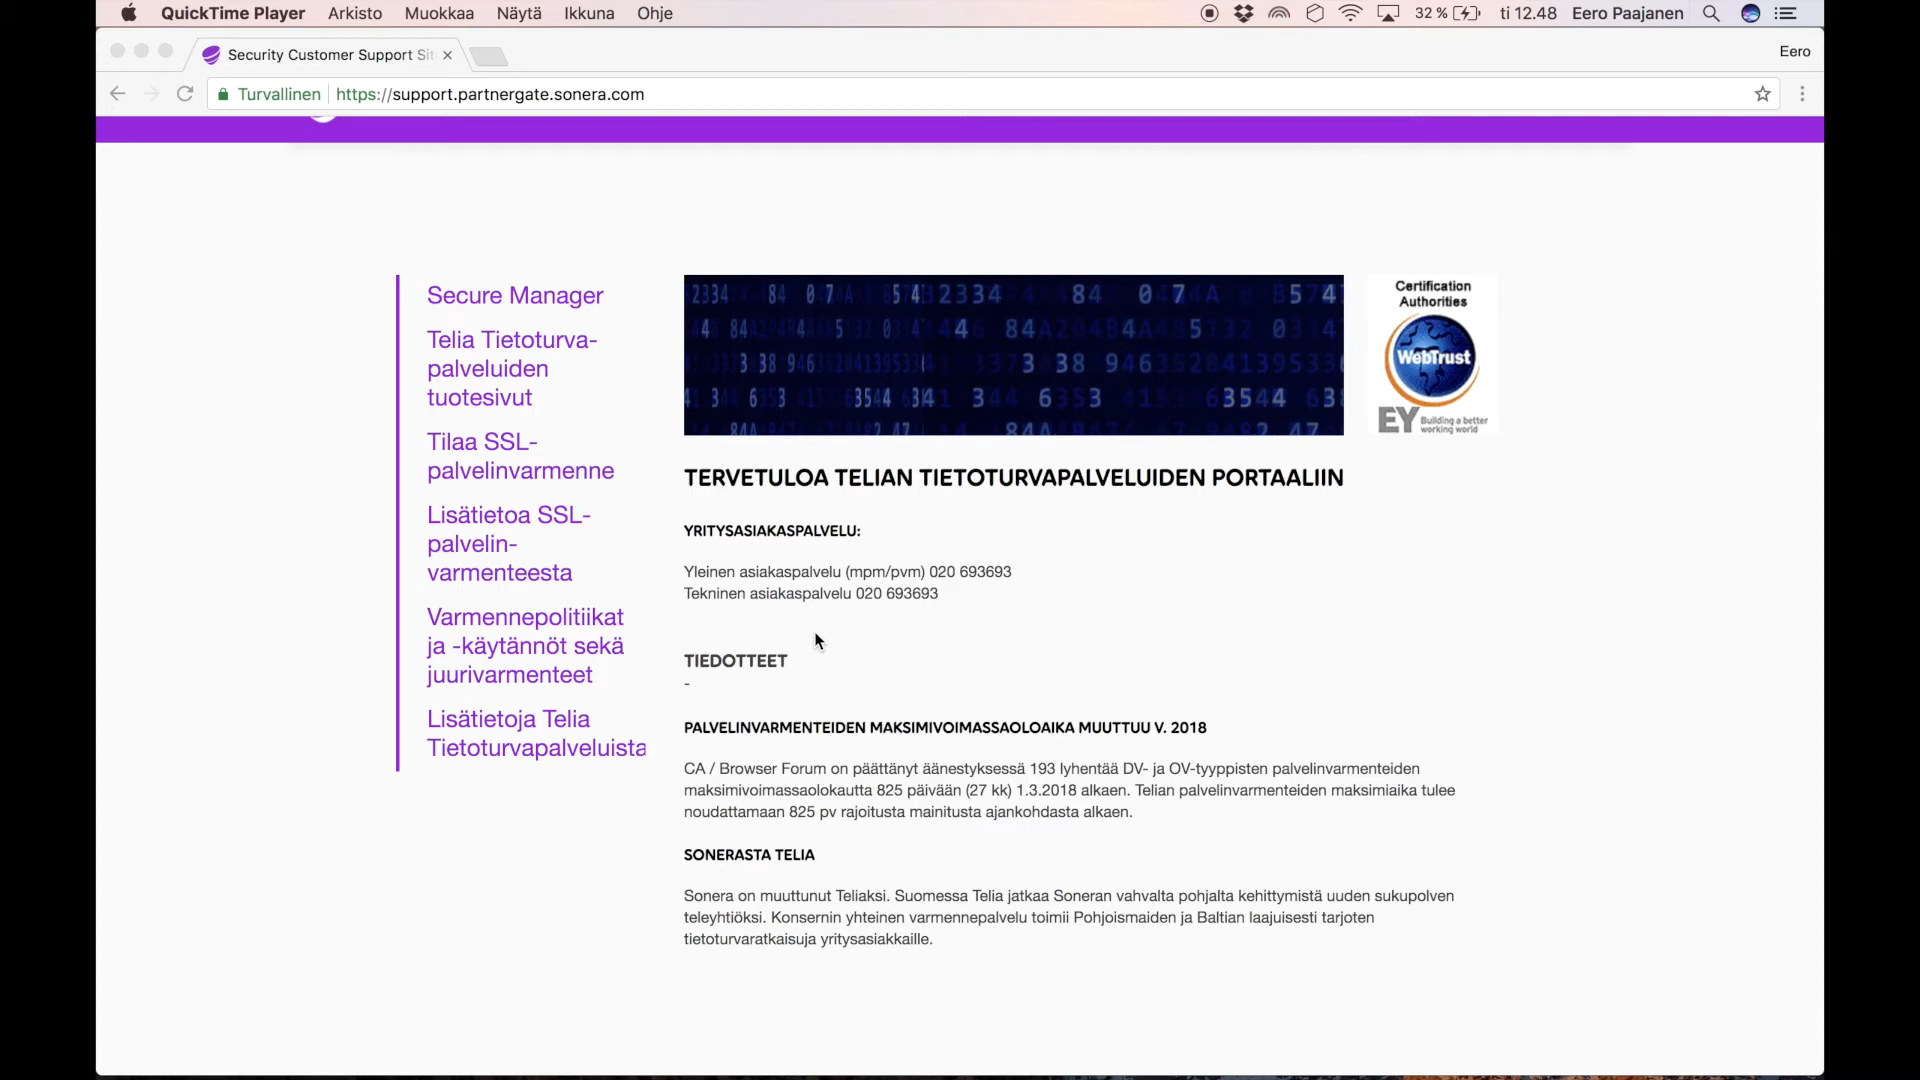 QuickTime Player Arkisto Muokkaa Näytä Ikkuna Ohje 32 % ti 12.48 Eero Paajanen
Security Customer Support Sit Eero
Turvallinen https://support.partnergate.sonera.com
Secure Manager
Telia Tietoturva-
palveluiden
tuotesivut
Tilaa SSL-
palvelinvarmenne
Lisätietoa SSL-
palvelin-
varmenteesta
Varmennepolitiikat
ja -käytännöt sekä
juurivarmenteet
Lisätietoja Telia
Tietoturvapalveluista
Certification
Authorities
WebTrust
EY Building a better
working world
TERVETULOA TELIAN TIETOTURVAPALVELUIDEN PORTAALIIN
YRITYSASIAKASPALVELU:
Yleinen asiakaspalvelu (mpm/pvm) 020 693693
Tekninen asiakaspalvelu 020 693693
TIEDOTTEET
-
PALVELINVARMENTEIDEN MAKSIMIVOIMASSAOLOAIKA MUUTTUU V. 2018
CA / Browser Forum on päättänyt äänestyksessä 193 lyhentää DV- ja OV-tyyppisten palvelinvarmenteiden
maksimivoimassaolokautta 825 päivään (27 kk) 1.3.2018 alkaen. Telian palvelinvarmenteiden maksimiaika tulee
noudattamaan 825 pv rajoitusta mainitusta ajankohdasta alkaen.
SONERASTA TELIA
Sonera on muuttunut Teliaksi. Suomessa Telia jatkaa Soneran vahvalta pohjalta kehittymistä uuden sukupolven
teleyhtiöksi. Konsernin yhteinen varmennepalvelu toimii Pohjoismaiden ja Baltian laajuisesti tarjoten
tietoturvaratkaisuja yritysasiakkaille.